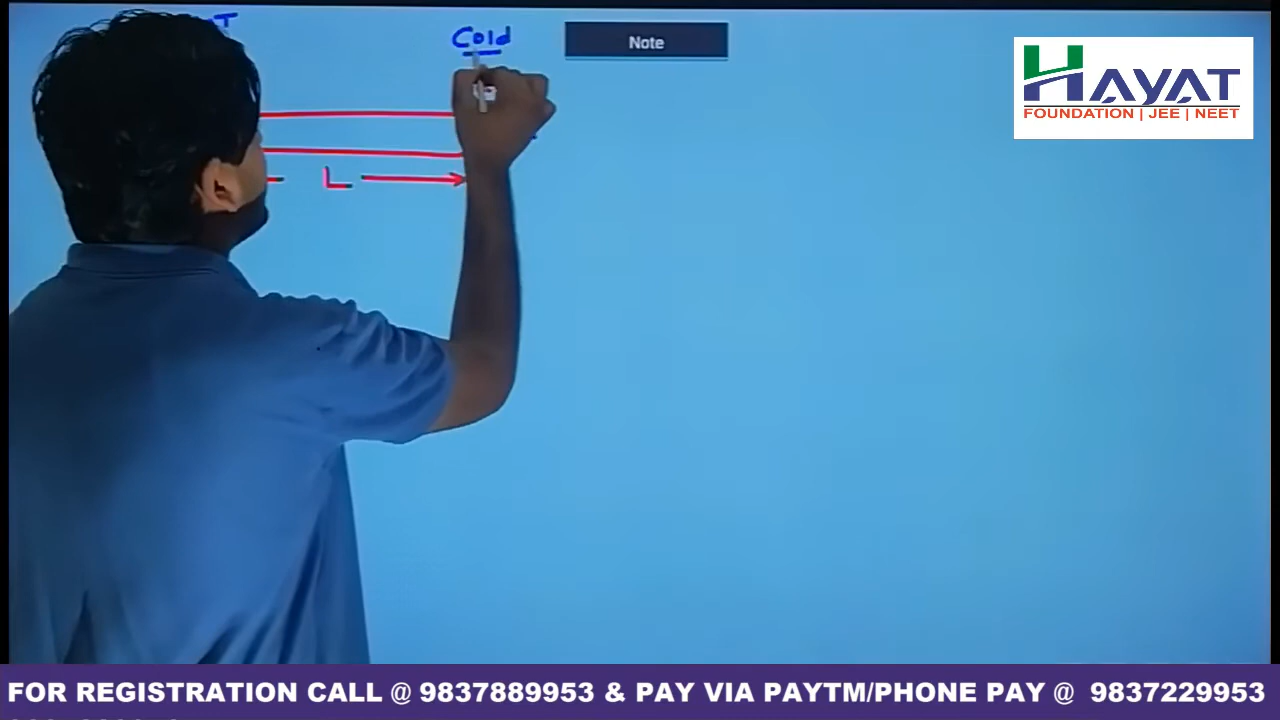 T
Cold
Note
HAYAT
FOUNDATION | JEE | NEET
L
FOR REGISTRATION CALL @ 9837889953 & PAY VIA PAYTM/PHONE PAY @ 9837229953